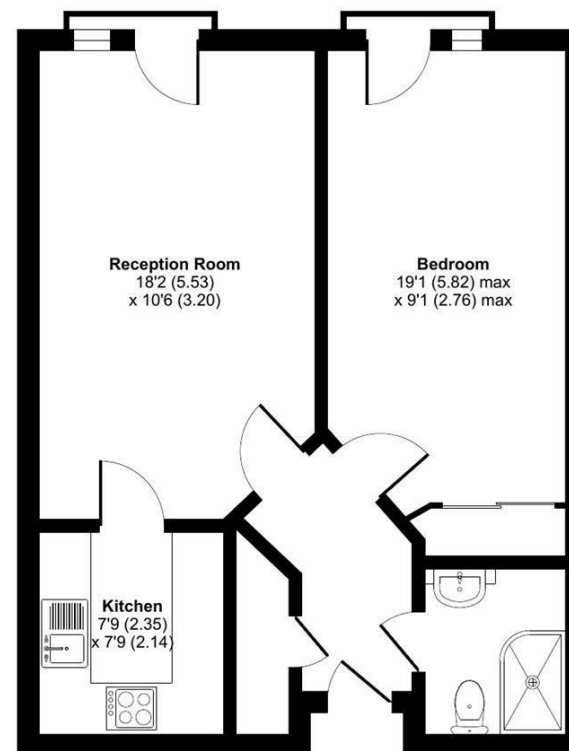 Reception Room
18'2 (5.53)
x 10'6 (3.20)
Bedroom
19'1 (5.82) max
x 9'1 (2.76) max
Kitchen
7'9 (2.35)
x 7'9 (2.14)